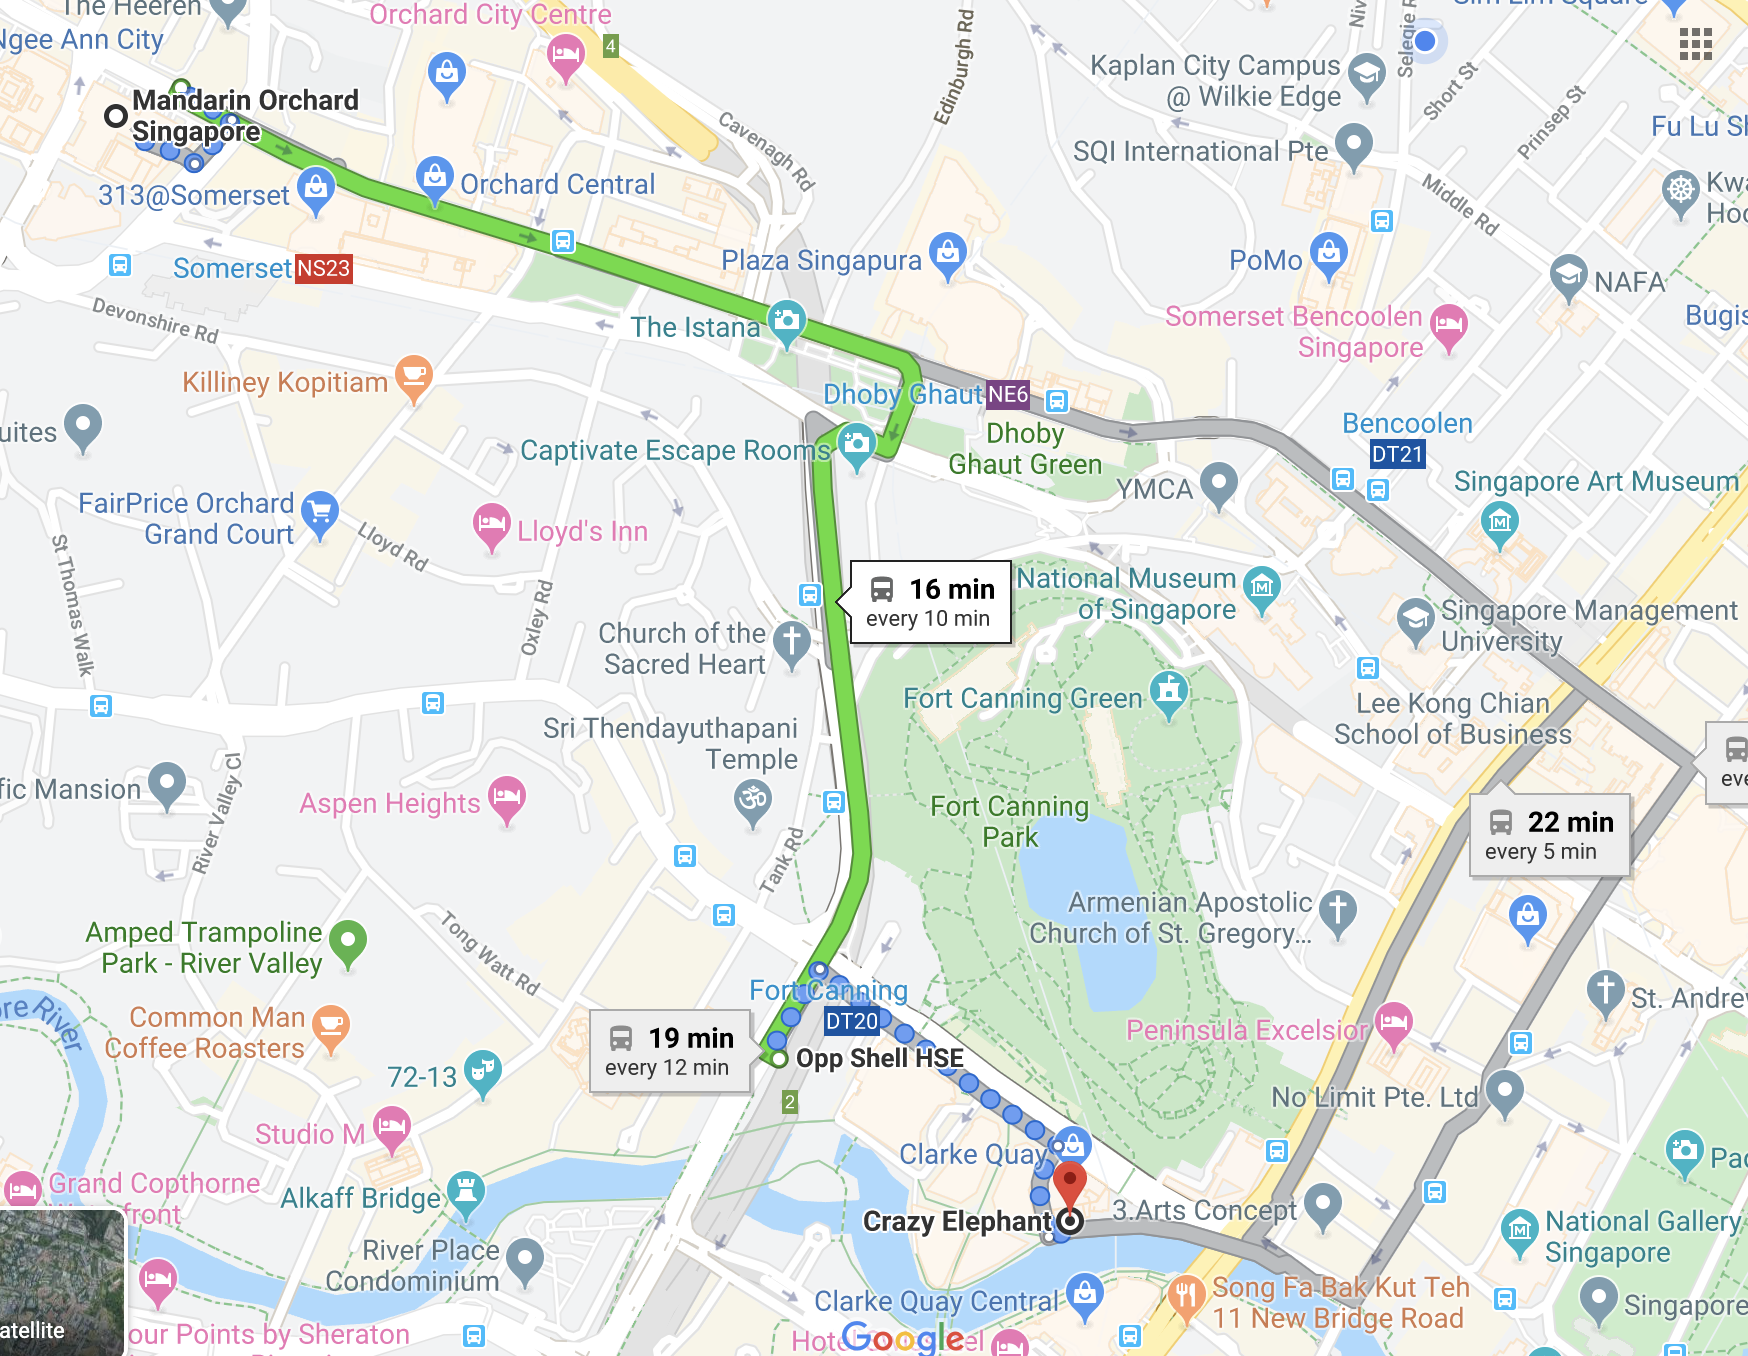 The Heeren
Orchard City Centre
4
Ngee Ann City
Edinburgh Rd
Selegie R
Niv
Sim Lim Square
Kaplan City Campus
@ Wilkie Edge
Short St
Prinsep St
Fu Lu Sh
Mandarin Orchard
Singapore
Cavenagh Rd
SQI International Pte
Middle Rd
Kwa
Hoo
313@Somerset
Orchard Central
Somerset NS23
Plaza Singapura
PoMo
NAFA
Devonshire Rd
The Istana
Somerset Bencoolen
Singapore
Bugis
Killiney Kopitiam
Dhoby Ghaut NE6
Dhoby
Ghaut Green
Bencoolen
DT21
uites
Captivate Escape Rooms
YMCA
Singapore Art Museum
FairPrice Orchard
Grand Court
Lloyd Rd
Lloyd's Inn
St Thomas Walk
Oxley Rd
16 min
every 10 min
National Museum
of Singapore
Singapore Management
University
Church of the
Sacred Heart
Fort Canning Green
Lee Kong Chian
School of Business
Sri Thendayuthapani
Temple
fic Mansion
River Valley Cl
Aspen Heights
Tank Rd
Fort Canning
Park
22 min
every 5 min
eve
Armenian Apostolic
Church of St. Gregory...
Amped Trampoline
Park - River Valley
Tong Watt Rd
Fort Canning
DT20
St. Andrew
ore River
Common Man
Coffee Roasters
19 min
every 12 min
Opp Shell HSE
Peninsula Excelsior
72-13
2
No Limit Pte. Ltd
Studio M
Clarke Quay
Pad
Grand Copthorne
front
Alkaff Bridge
Crazy Elephant
3.Arts Concept
National Gallery
Singapore
River Place
Condominium
Clarke Quay Central
Song Fa Bak Kut Teh
11 New Bridge Road
Singapore
atellite
our Points by Sheraton
Google